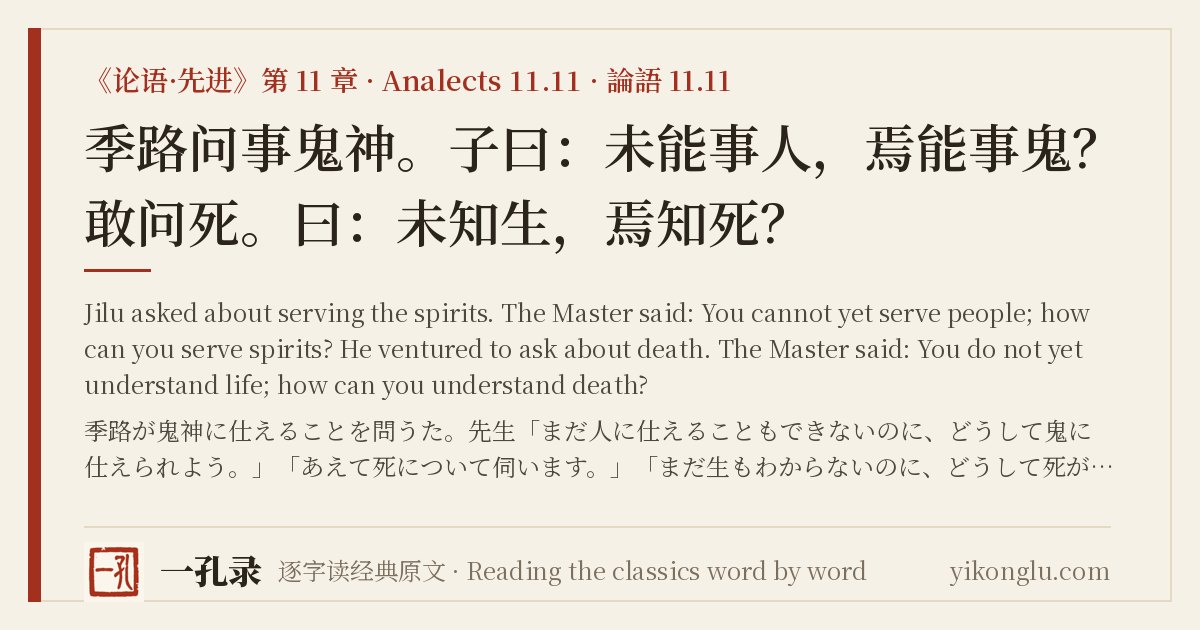 《论语·先进》第 11 章 · Analects 11.11 · 論語 11.11
季路问事鬼神。子曰：未能事人，焉能事鬼？
敢问死。曰：未知生，焉知死？
Jilu asked about serving the spirits. The Master said: You cannot yet serve people; how
can you serve spirits? He ventured to ask about death. The Master said: You do not yet
understand life; how can you understand death?
季路が鬼神に仕えることを問うた。先生「まだ人に仕えることもできないのに、どうして鬼に
仕えられよう。」「あえて死について伺います。」「まだ生もわからないのに、どうして死が…
一孔
一孔录 逐字读经典原文 · Reading the classics word by word yikonglu.com